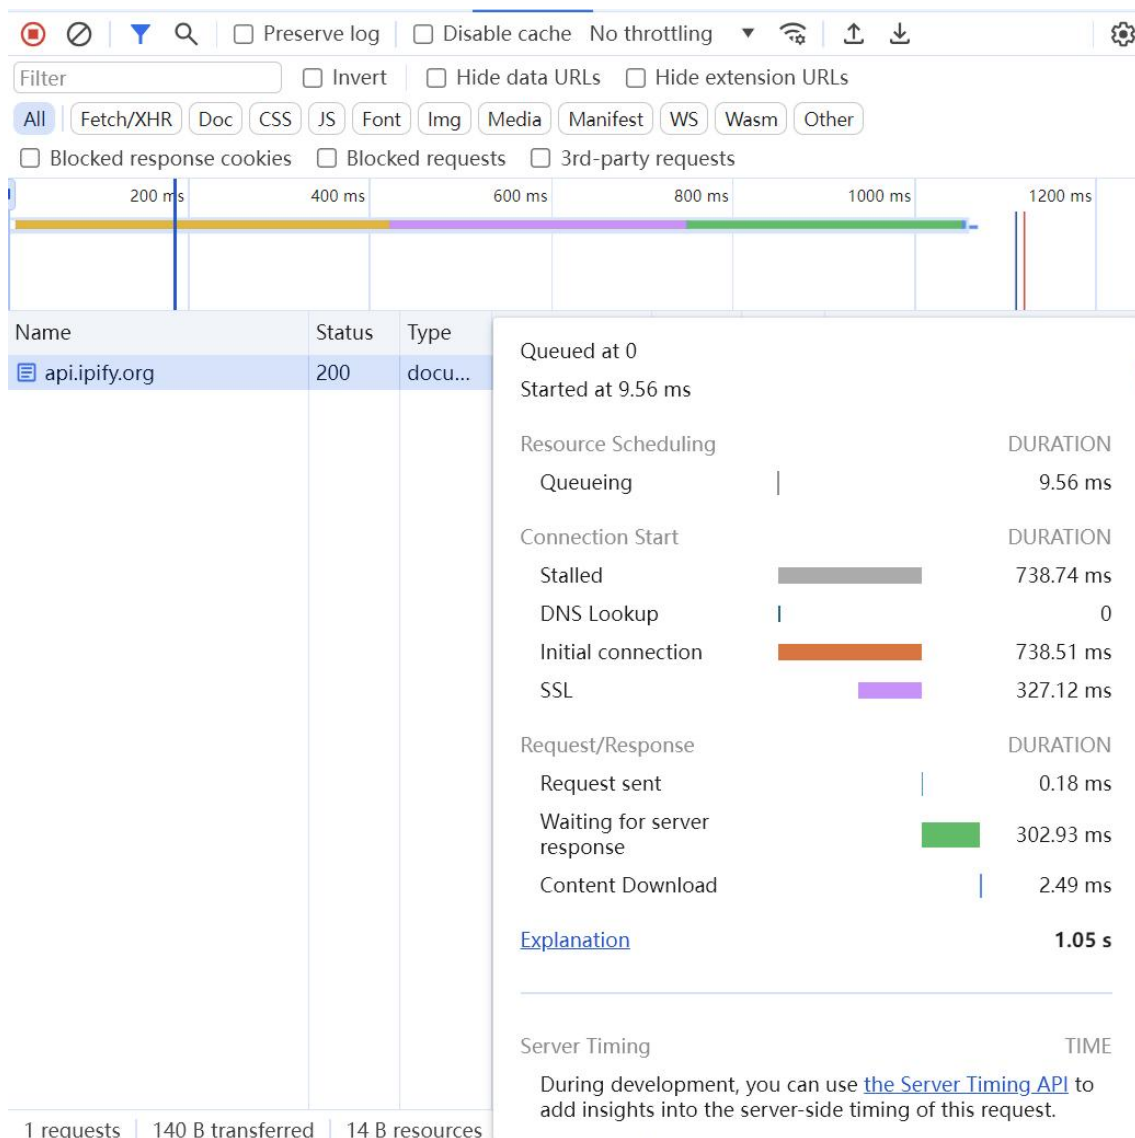 Preserve log Disable cache No throttling
Filter Invert Hide data URLs Hide extension URLs
All Fetch/XHR Doc CSS JS Font Img Media Manifest WS Wasm Other
Blocked response cookies Blocked requests 3rd-party requests
200 ms 400 ms 600 ms 800 ms 1000 ms 1200 ms
Name Status Type
api.ipify.org 200 docu...
Queued at 0
Started at 9.56 ms
Resource Scheduling DURATION
Queueing 9.56 ms
Connection Start DURATION
Stalled 738.74 ms
DNS Lookup 0
Initial connection 738.51 ms
SSL 327.12 ms
Request/Response DURATION
Request sent 0.18 ms
Waiting for server
response 302.93 ms
Content Download 2.49 ms
Explanation 1.05 s
Server Timing TIME
During development, you can use the Server Timing API to
add insights into the server-side timing of this request.
1 requests 140 B transferred 14 B resources